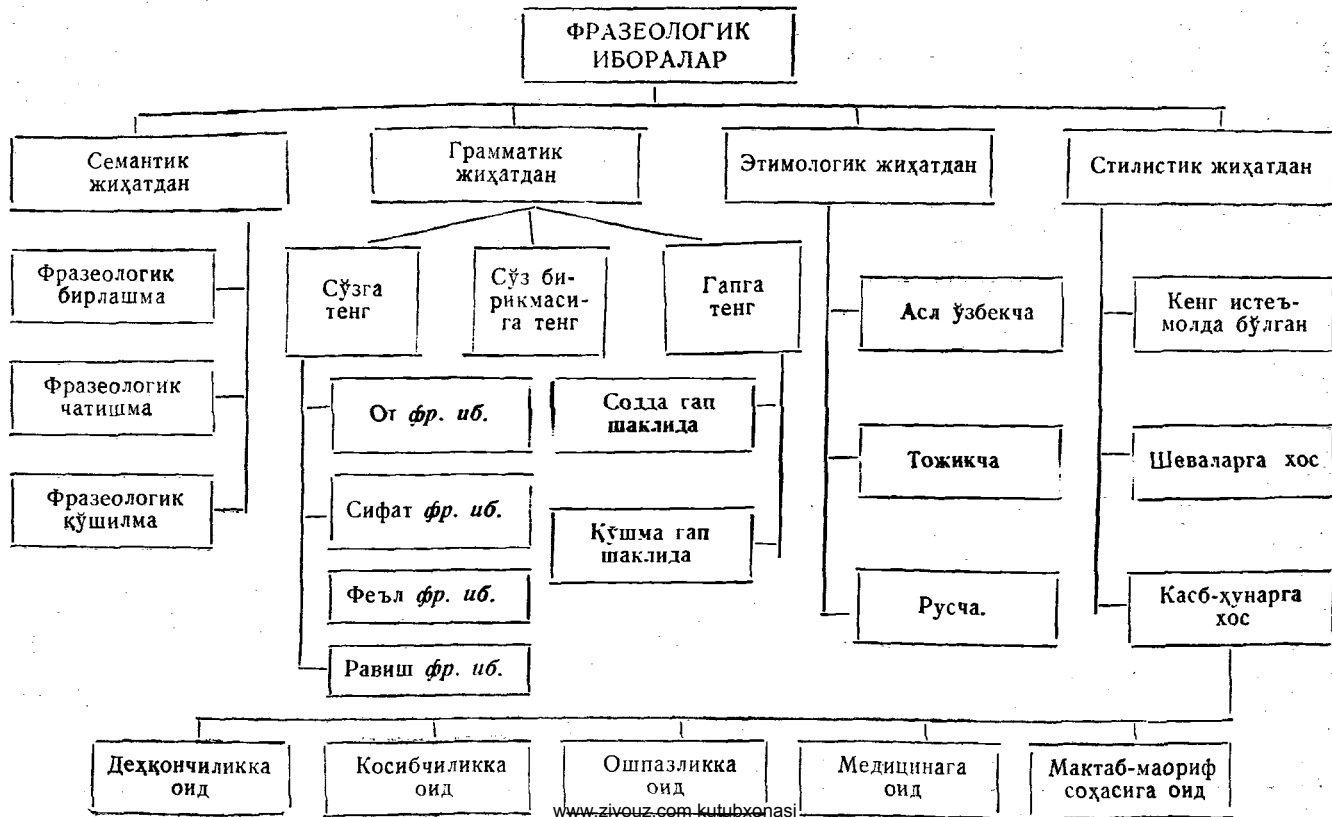 ФРАЗЕОЛОГИК
ИБОРАЛАР
Семантик
жиҳатдан
Грамматик
жиҳатдан
Этимологик жиҳатдан
Стилистик жиҳатдан
Фразеологик
бирлашма
Фразеологик
чатишма
Фразеологик
қўшилма
Сўзга
тенг
Сўз би-
рикмаси-
га тенг
Гапга
тенг
От фр. иб.
Сифат фр. иб.
Феъл фр. иб.
Равиш фр. иб.
Содда гап
шаклида
Қўшма гап
шаклида
Асл ўзбекча
Тожикча
Русча.
Кенг истеъ-
молда бўлган
Шеваларга хос
Касб-ҳунарга
хос
Деҳқончиликка
оид
Косибчиликка
оид
Ошпазликка
оид
Медицинага
оид
Мактаб-маориф
соҳасига оид
www.ziyouz.com kutubxonasi